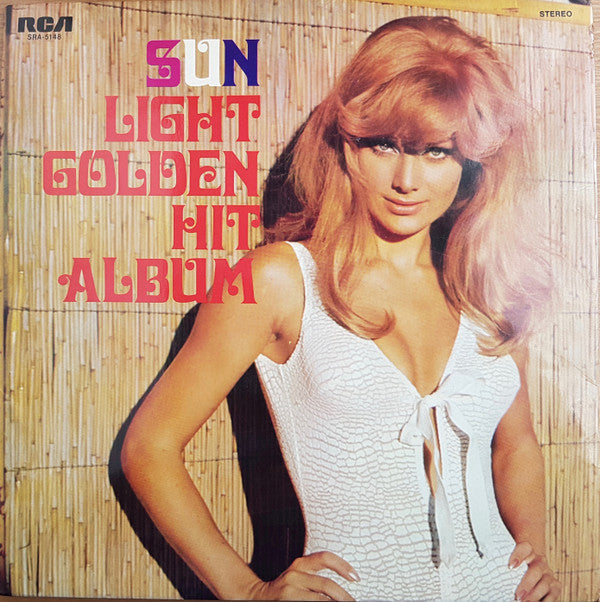 RCA
SRA-5148
STEREO
SUN
LIGHT
GOLDEN
HIT
ALBUM